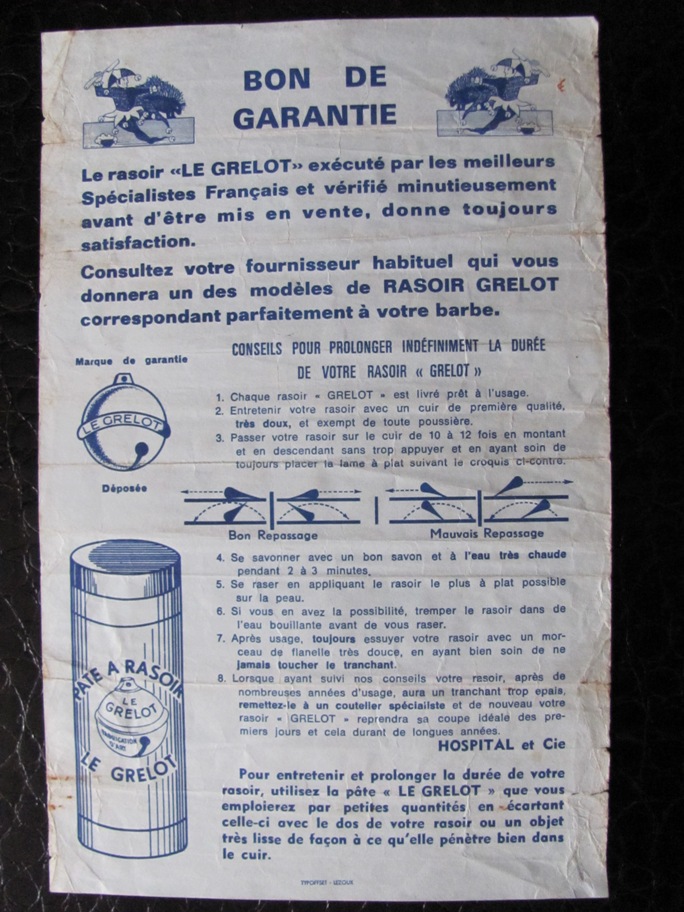 BON DE
GARANTIE
Le rasoir «LE GRELOT» exécuté par les meilleurs
Spécialistes Français et vérifié minutieusement
avant d'être mis en vente, donne toujours
satisfaction.
Consultez votre fournisseur habituel qui vous
donnera un des modèles de RASOIR GRELOT
correspondant parfaitement à votre barbe.
Marque de garantie
LE GRELOT
Déposée
CONSEILS POUR PROLONGER INDÉFINIMENT LA DURÉE
DE VOTRE RASOIR « GRELOT »
1. Chaque rasoir « GRELOT » est livré prêt à l'usage.
2. Entretenir votre rasoir avec un cuir de première qualité,
très doux, et exempt de toute poussière.
3. Passer votre rasoir sur le cuir de 10 à 12 fois en montant
et en descendant sans trop appuyer et en ayant soin de
toujours placer la lame à plat suivant le croquis ci-contre.
Bon Repassage
Mauvais Repassage
4. Se savonner avec un bon savon et à l'eau très chaude
pendant 2 à 3 minutes.
5. Se raser en appliquant le rasoir le plus à plat possible
sur la peau.
6. Si vous en avez la possibilité, tremper le rasoir dans de
l'eau bouillante avant de vous raser.
7. Après usage, toujours essuyer votre rasoir avec un mor-
ceau de flanelle très douce, en ayant bien soin de ne
jamais toucher le tranchant.
8. Lorsque ayant suivi nos conseils votre rasoir, après de
nombreuses années d'usage, aura un tranchant trop épais,
remettez-le à un coutelier spécialiste et de nouveau votre
rasoir « GRELOT » reprendra sa coupe idéale des pre-
miers jours et cela durant de longues années.
HOSPITAL et Cie
PATE A RASOIR
LE
GRELOT
FABRICATION
D'ART
LE GRELOT
Pour entretenir et prolonger la durée de votre
rasoir, utilisez la pâte « LE GRELOT » que vous
emploierez par petites quantités en écartant
celle-ci avec le dos de votre rasoir ou un objet
très lisse de façon à ce qu'elle pénètre bien dans
le cuir.
TYPOFFSET - LEZOUX